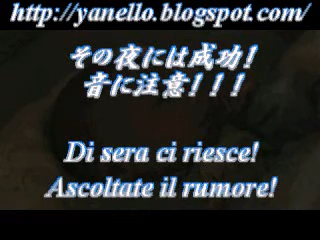 http://yanello.blogspot.com/
その夜には成功！
音に注意！！！
Di sera ci riesce!
Ascoltate il rumore!